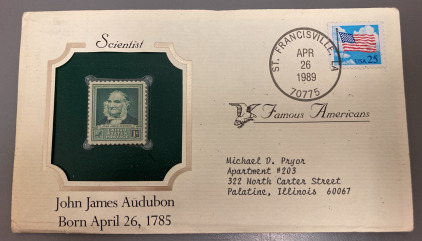 Scientist
John James Audubon
Born April 26, 1785
ST. FRANCISVILLE, LA
APR
26
1989
70775
USA 25
Famous Americans
Michael D. Pryor
Apartment #203
322 North Carter Street
Palatine, Illinois 60067